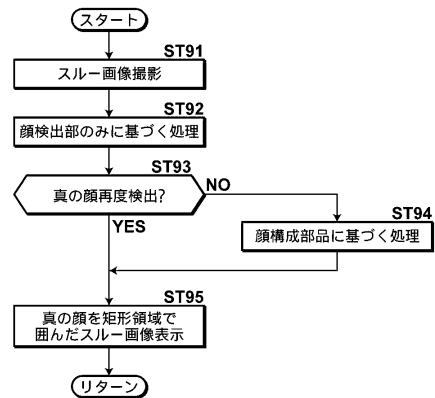 スタート
ST91
スルー画像撮影
ST92
顔検出部のみに基づく処理
ST93
真の顔再度検出?
NO
YES
ST94
顔構成部品に基づく処理
ST95
真の顔を矩形領域で
囲んだスルー画像表示
リターン